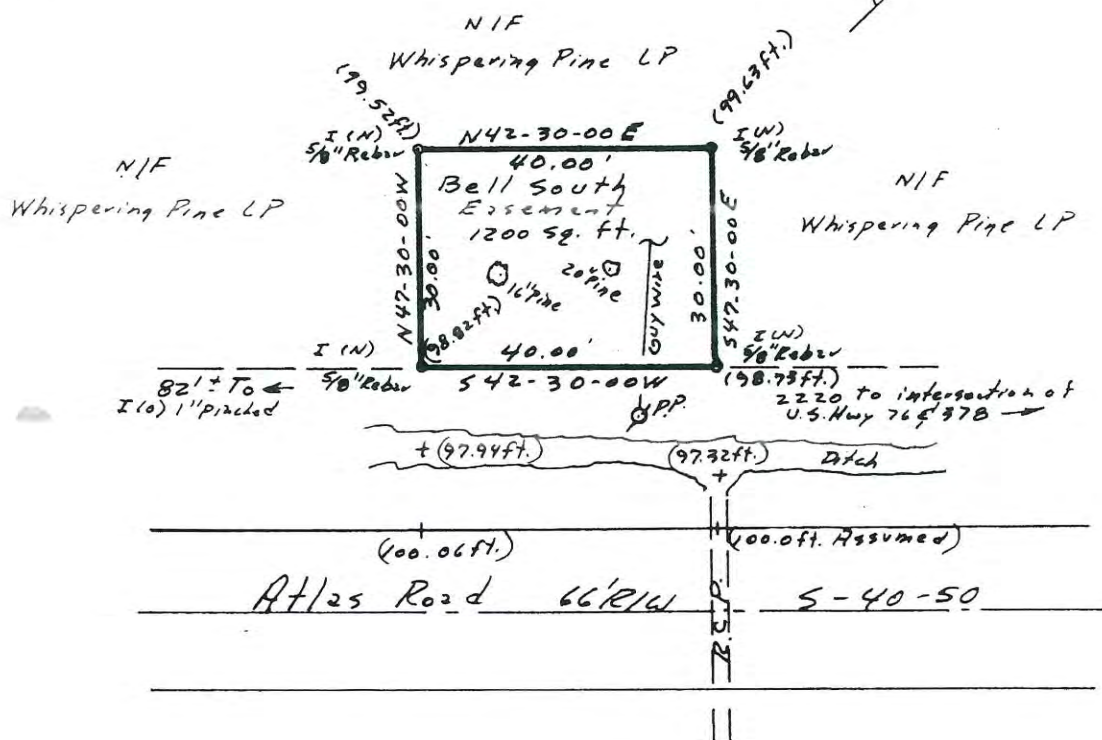 N/F
Whispering Pine LP
(99.52ft.)
(99.63ft.)
I(N)
5/8"Rebar
N42-30-00E
I(N)
5/8"Rebar
40.00'
N/F
Whispering Pine LP
Bell South
Easement
1200 sq. ft.
N/F
Whispering Pine LP
N47-30-00W
30.00'
16"pine
20"pine
GUY WIRE
30.00'
S47-30-00E
(98.82ft.)
I(N)
5/8"Rebar
40.00'
I(N)
5/8"Rebar
(98.73ft.)
82'± To
I(O) 1"pinched
S42-30-00W
2220 to intersection of
U.S. Hwy 76 & 378
P.P.
(97.94ft.)
(97.32ft.)
Ditch
(100.06ft.)
(100.0ft. Assumed)
Atlas Road 66'R/W S-40-50
R.C.P.